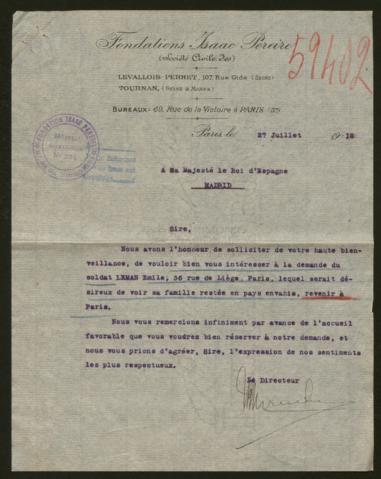 Fondations Isaac Pereire
(Société Civile des)
59402
LEVALLOIS-PERRET, 107, Rue Gide (SEINE)
TOURNAN, (SEINE & MARNE)
BUREAUX: 69, Rue de la Victoire à PARIS
Paris, le 27 Juillet 19
A Sa Majesté le Roi d'Espagne
MADRID
FONDATION ISAAC
Sire,
Nous avons l'honneur de solliciter de votre haute bien-
veillance, de vouloir bien vous intéresser à la demande du
soldat LEMAN Emile, 36 rue de Liège, Paris, lequel serait dé-
sireux de voir sa famille restée en pays envahis, revenir à
Paris.
Nous vous remercions infiniment par avance de l'accueil
favorable que vous voudrez bien réserver à notre demande, et
nous vous prions d'agréer, Sire, l'expression de nos sentiments
les plus respectueux.
Le Directeur